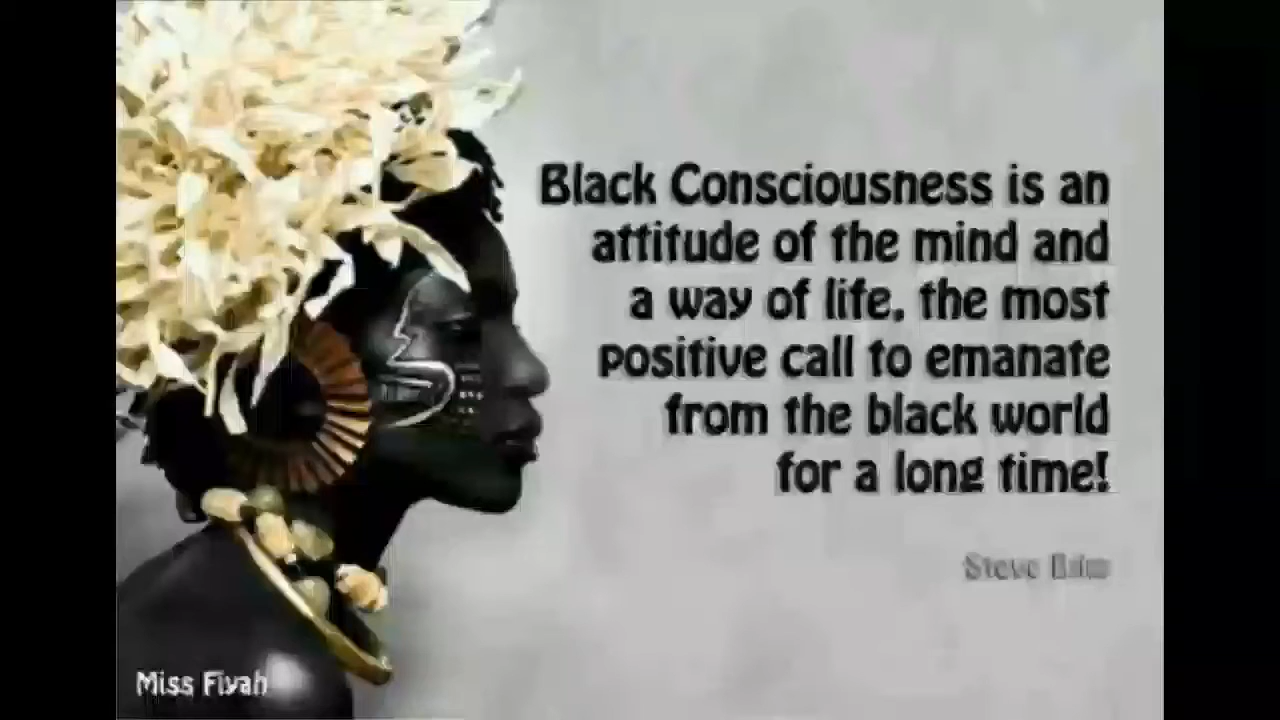 Black Consciousness is an
attitude of the mind and
a way of life, the most
positive call to emanate
from the black world
for a long time!
Steve
Miss Fiyah